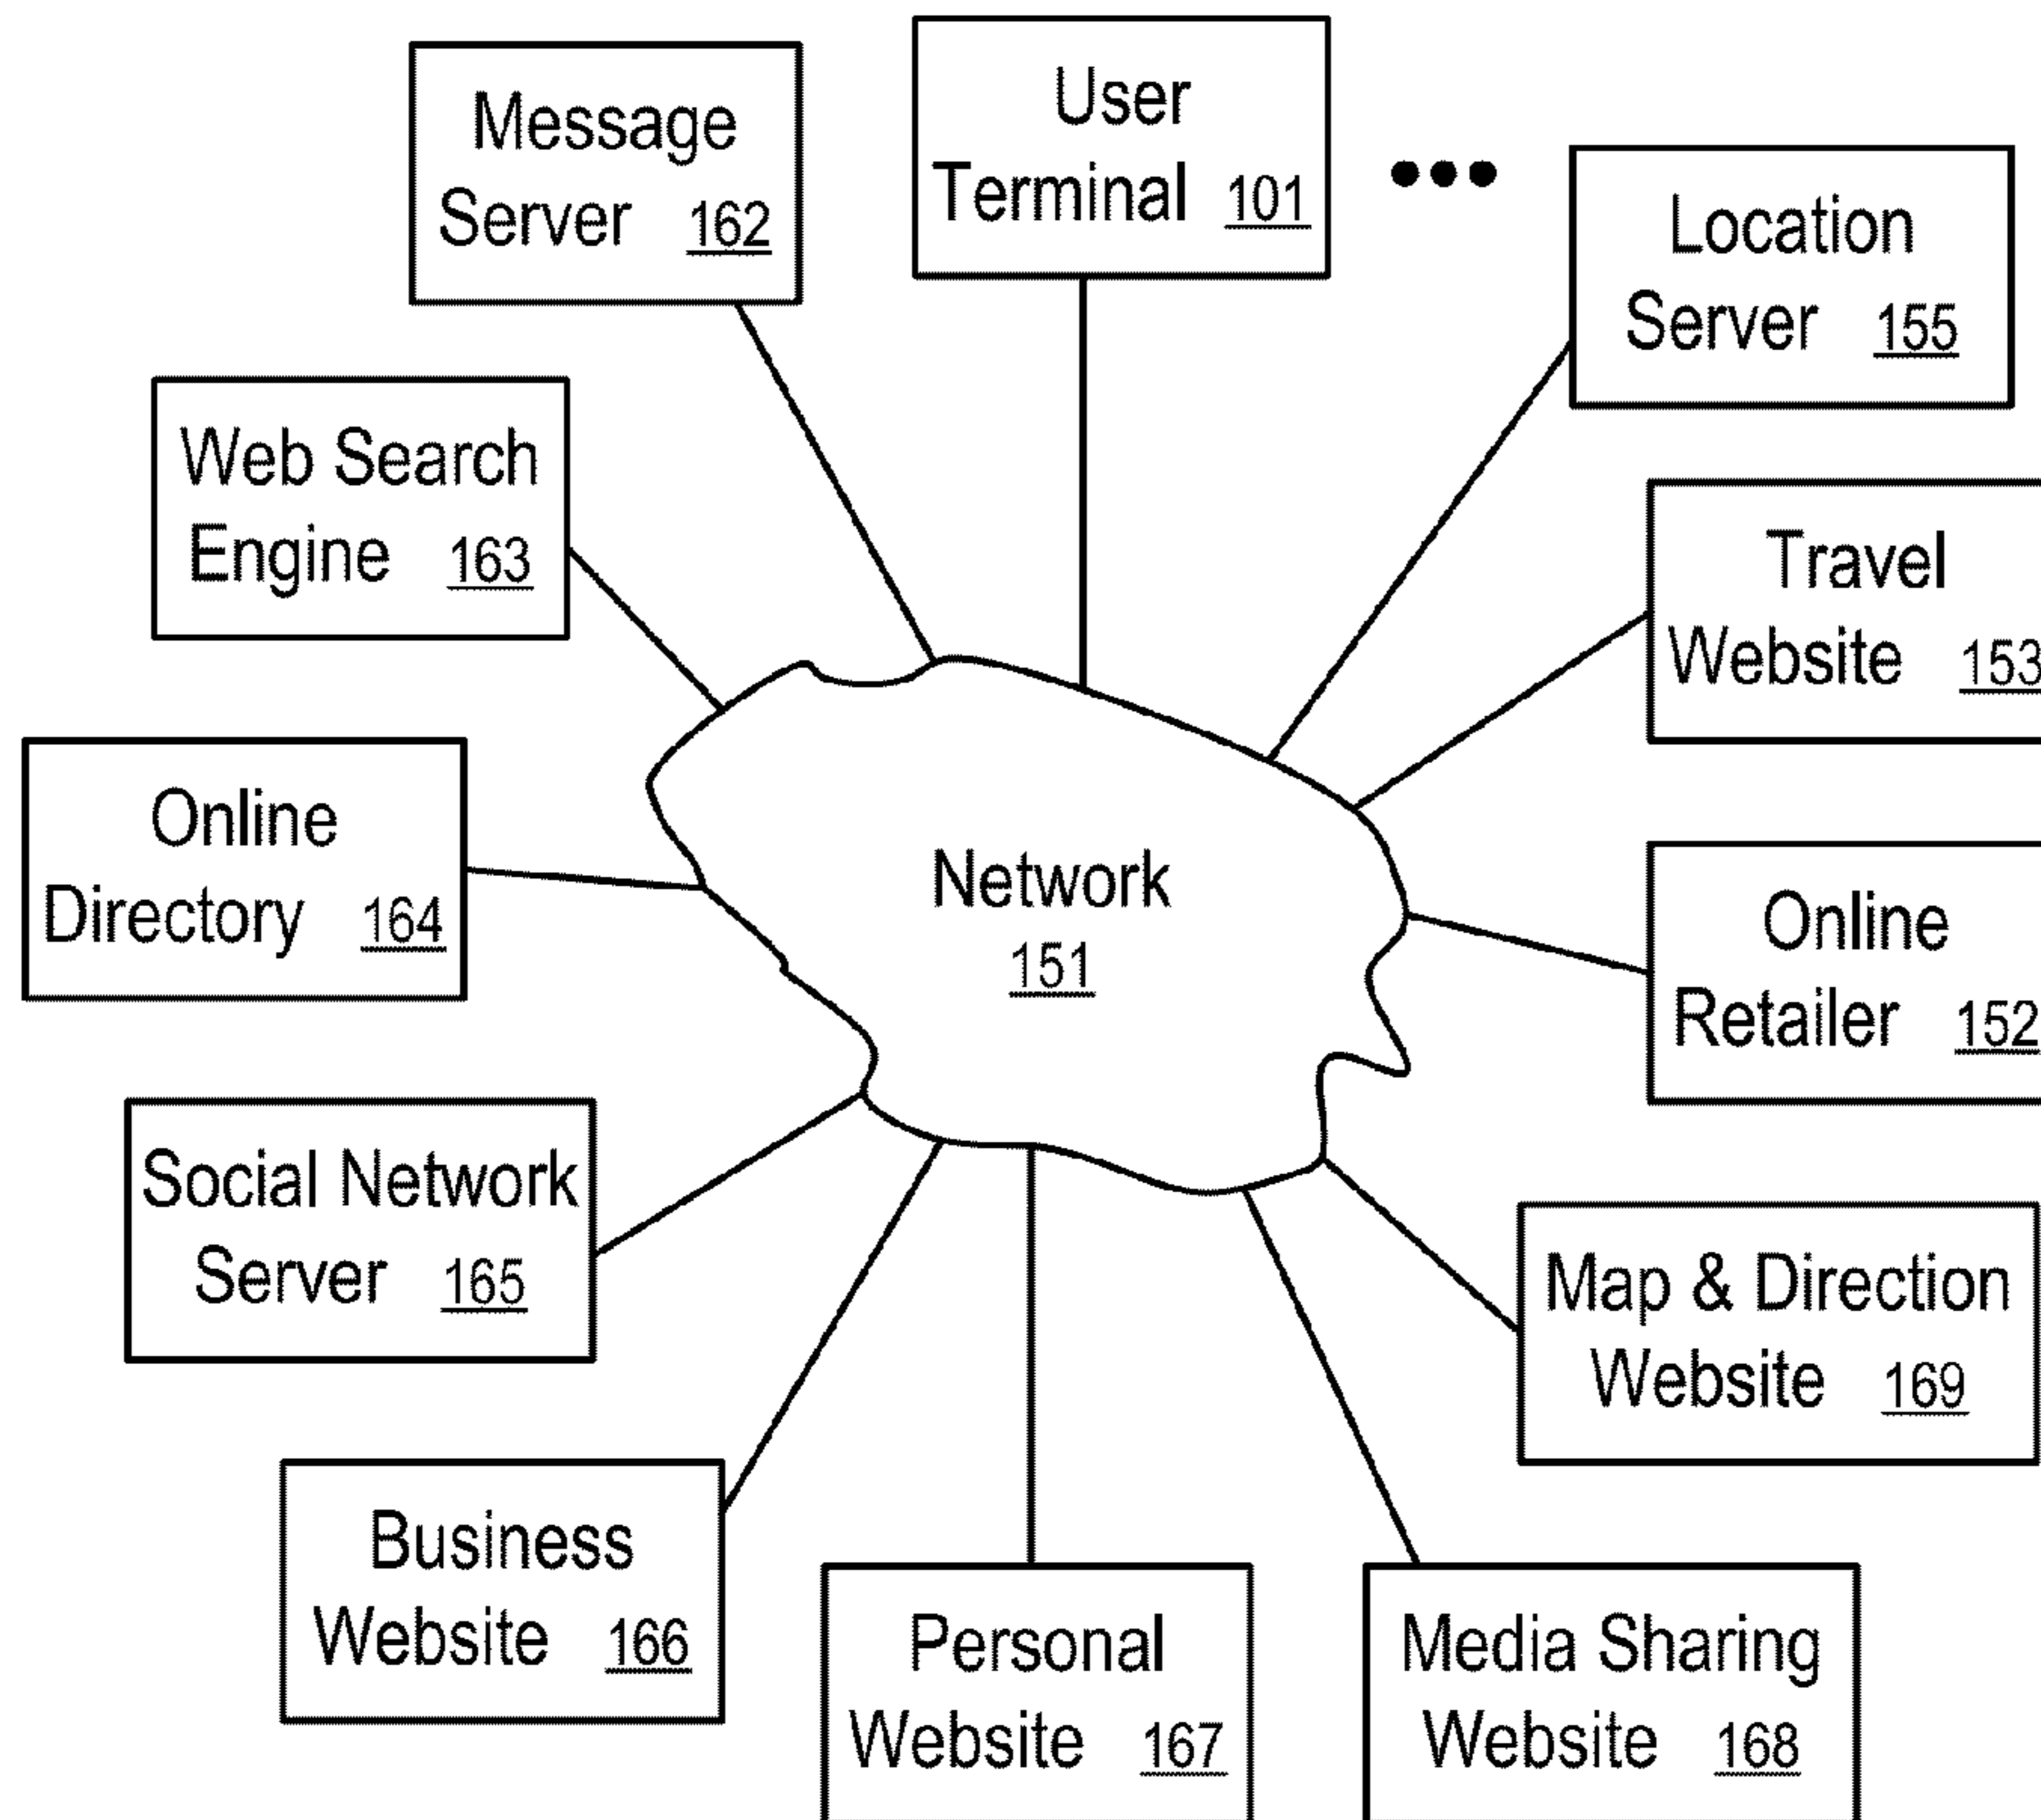 User
Terminal 101
Message
Server 162
•••
Location
Server 155
Web Search
Engine 163
Travel
Website 153
Online
Directory 164
Network
151
Online
Retailer 152
Social Network
Server 165
Map & Direction
Website 169
Business
Website 166
Personal
Website 167
Media Sharing
Website 168